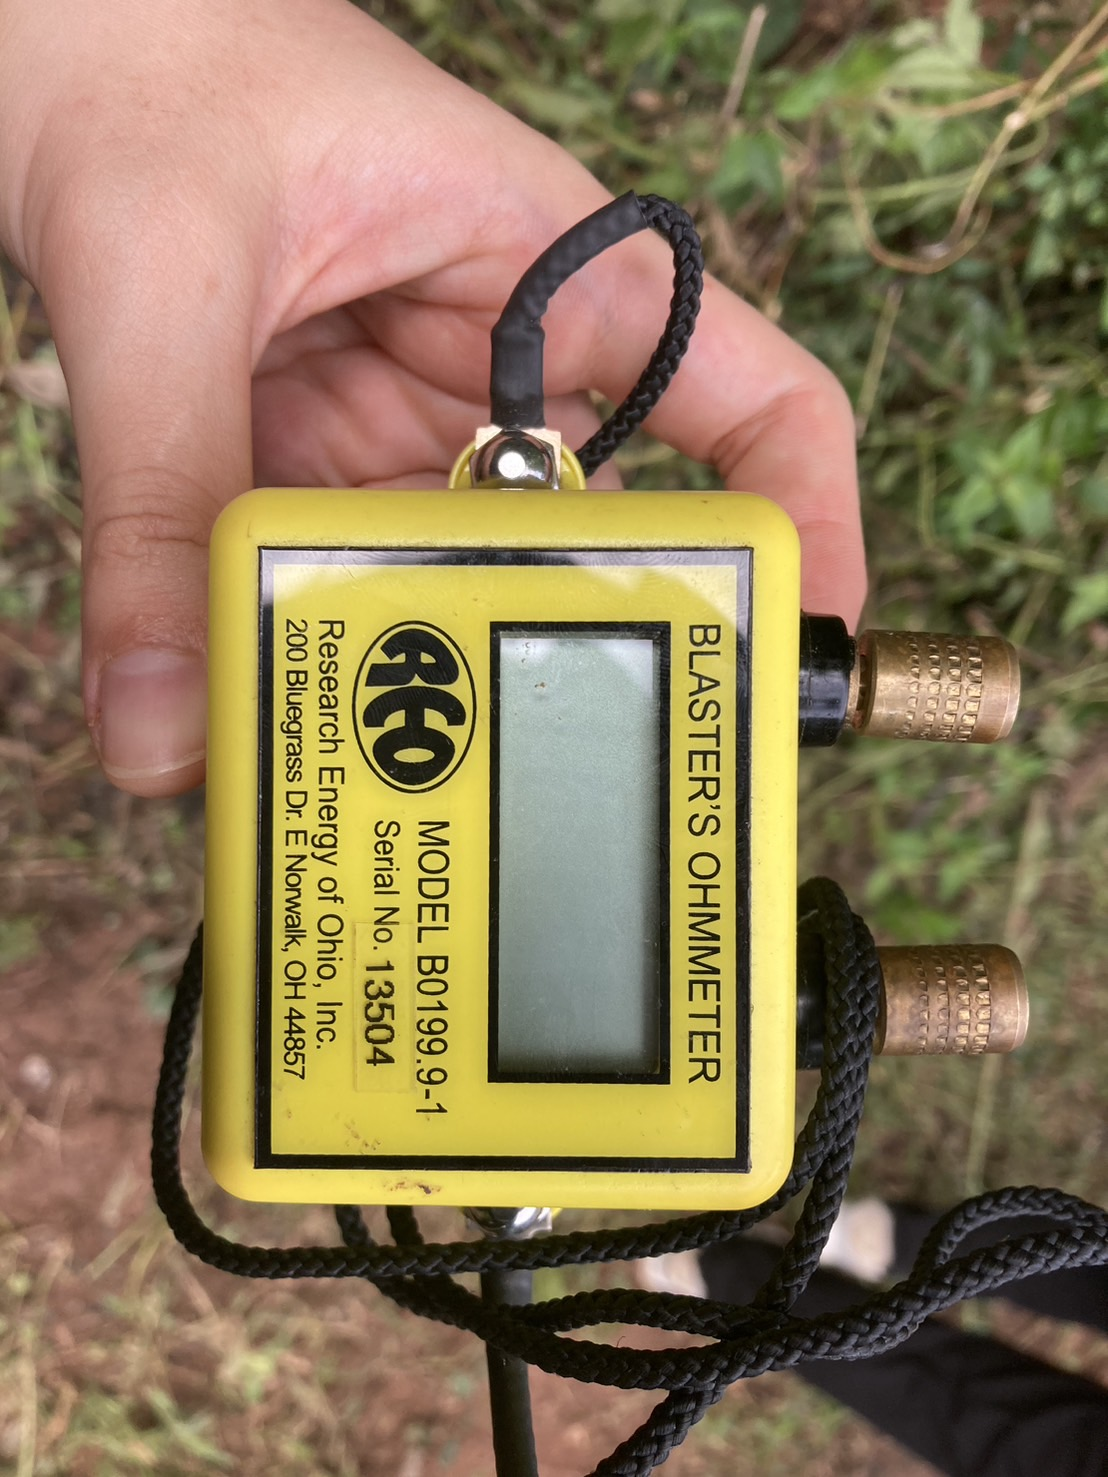 BLASTER'S OHMMETER
REO
MODEL B0199.9-1
Serial No. 13504
Research Energy of Ohio, Inc.
200 Bluegrass Dr. E Norwalk, OH 44857